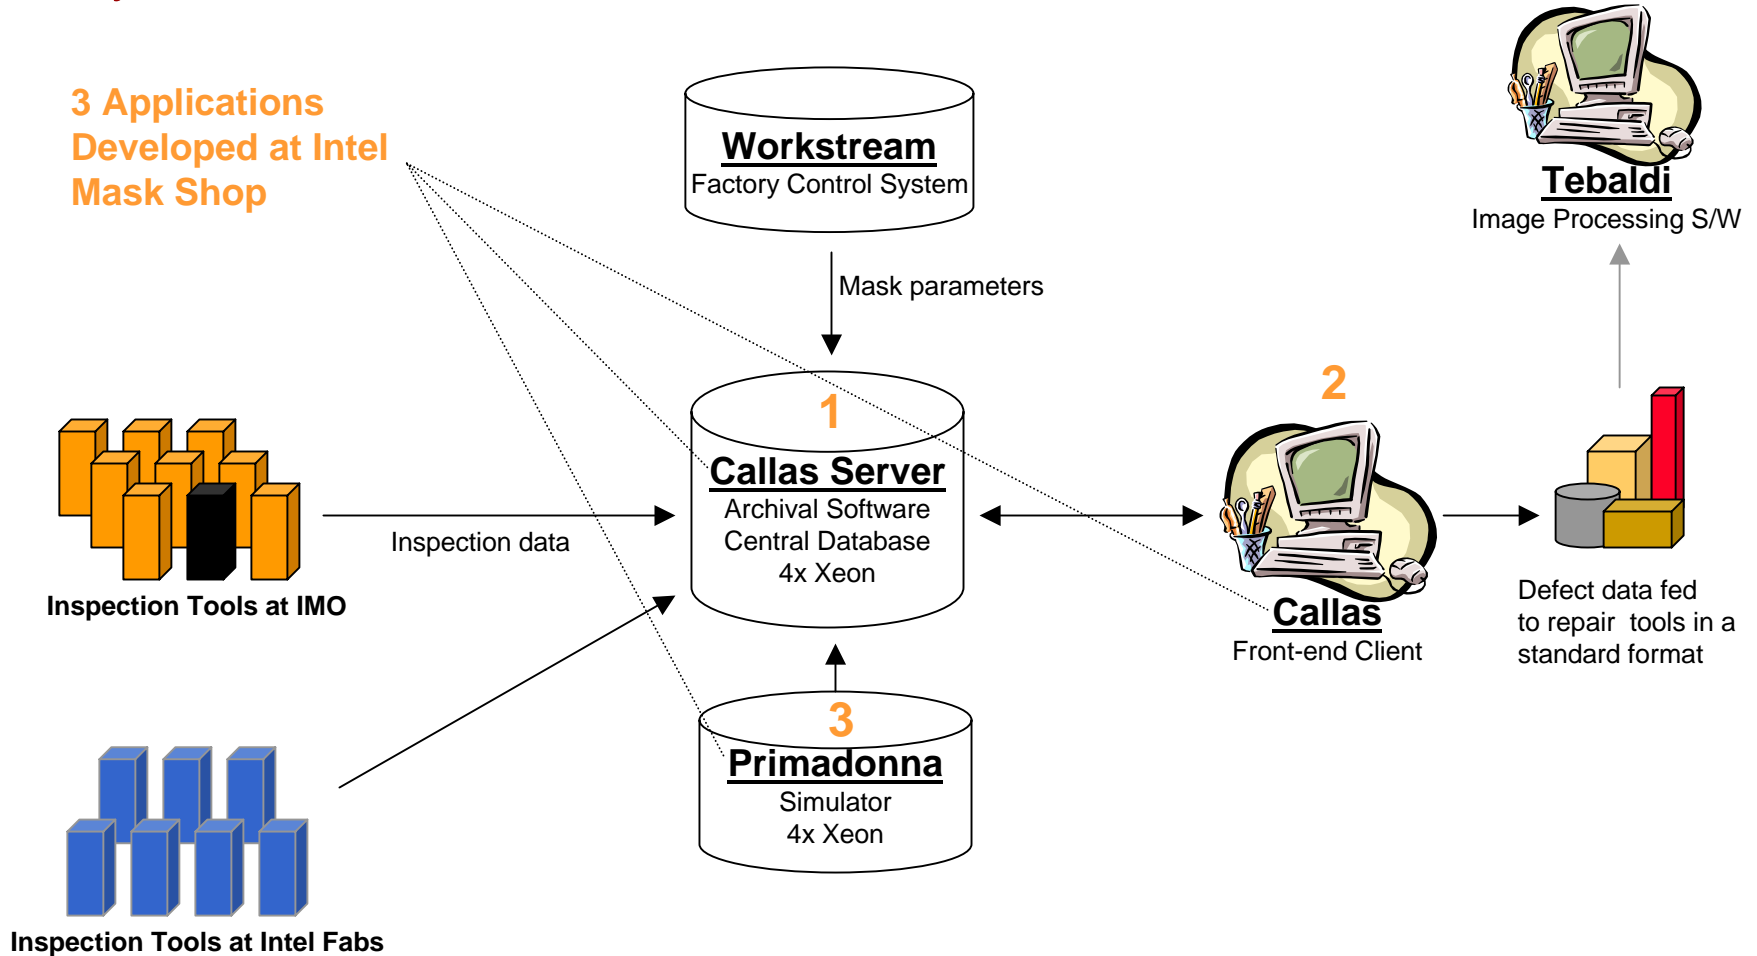 3 Applications
Developed at Intel
Mask Shop
Workstream
Factory Control System
Mask parameters
Tebaldi
Image Processing S/W
1
Callas Server
Archival Software
Central Database
4x Xeon
2
Callas
Front-end Client
Inspection data
Inspection Tools at IMO
Defect data fed
to repair tools in a
standard format
3
Primadonna
Simulator
4x Xeon
Inspection Tools at Intel Fabs